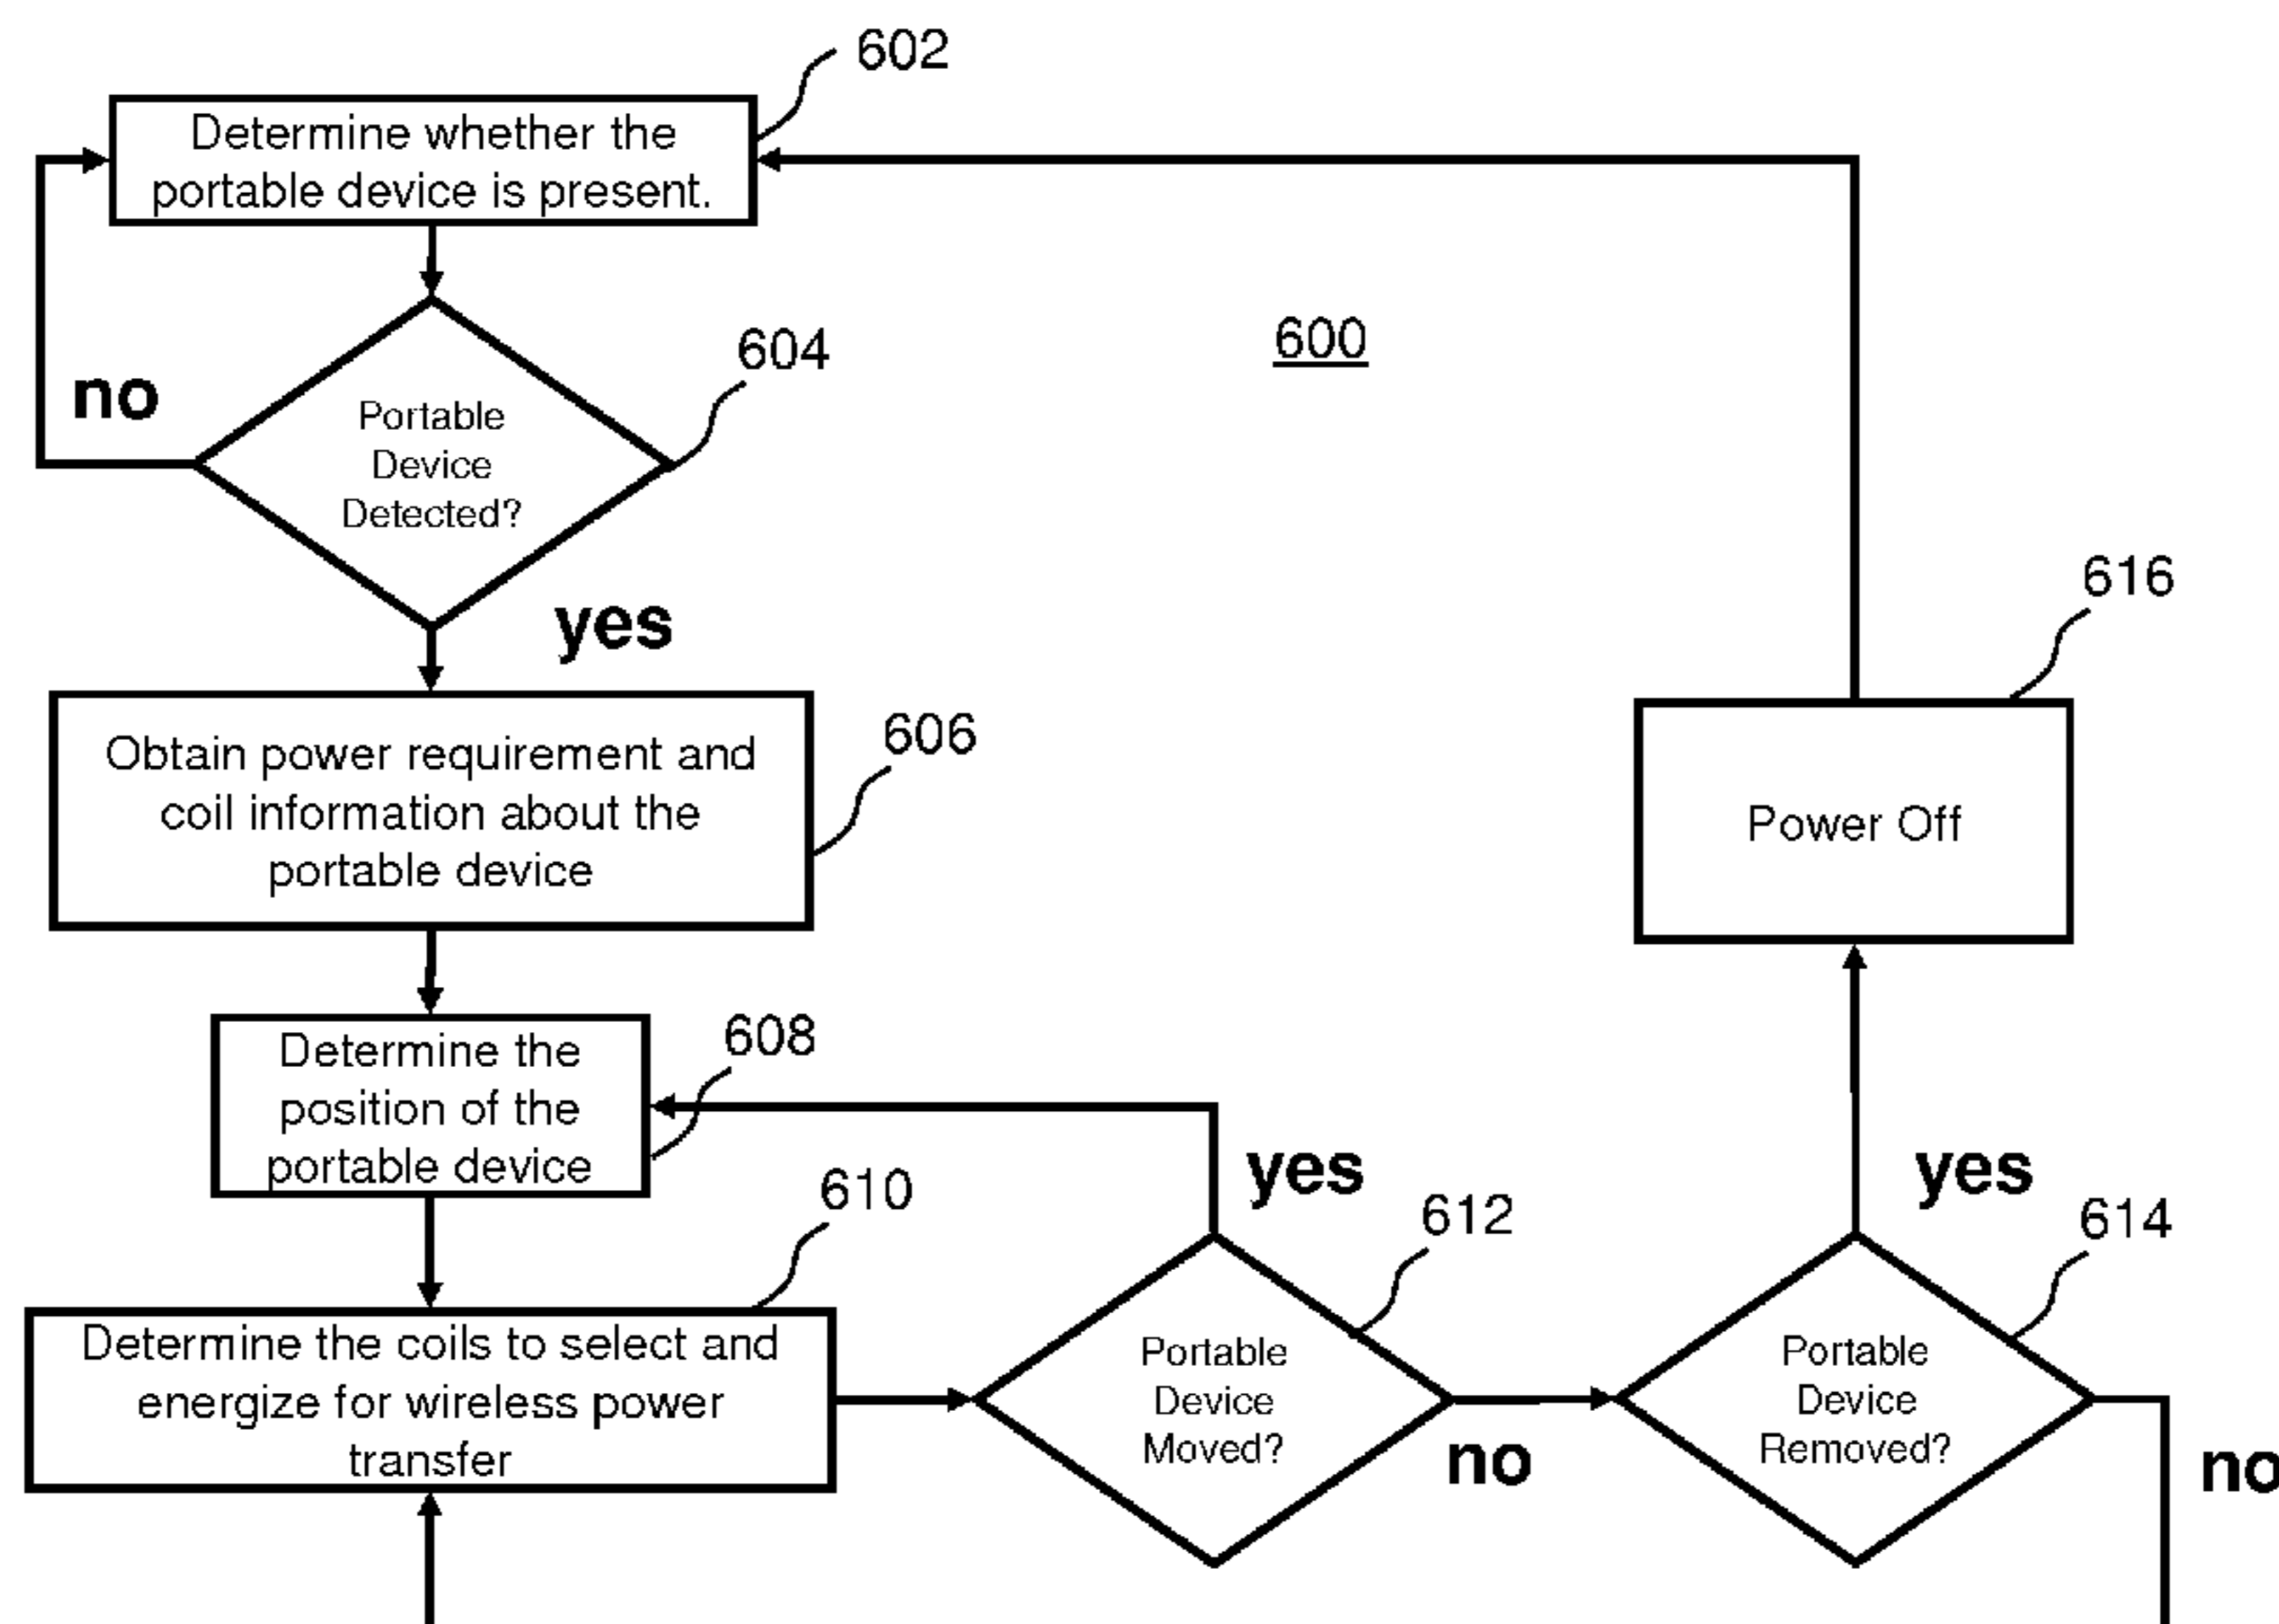 602
Determine whether the
portable device is present.
604
600
no
Portable
Device
Detected?
yes
616
606
Obtain power requirement and
coil information about the
portable device
Power Off
608
Determine the
position of the
portable device
yes
yes
610
612
614
Determine the coils to select and
energize for wireless power
transfer
Portable
Device
Moved?
no
Portable
Device
Removed?
no